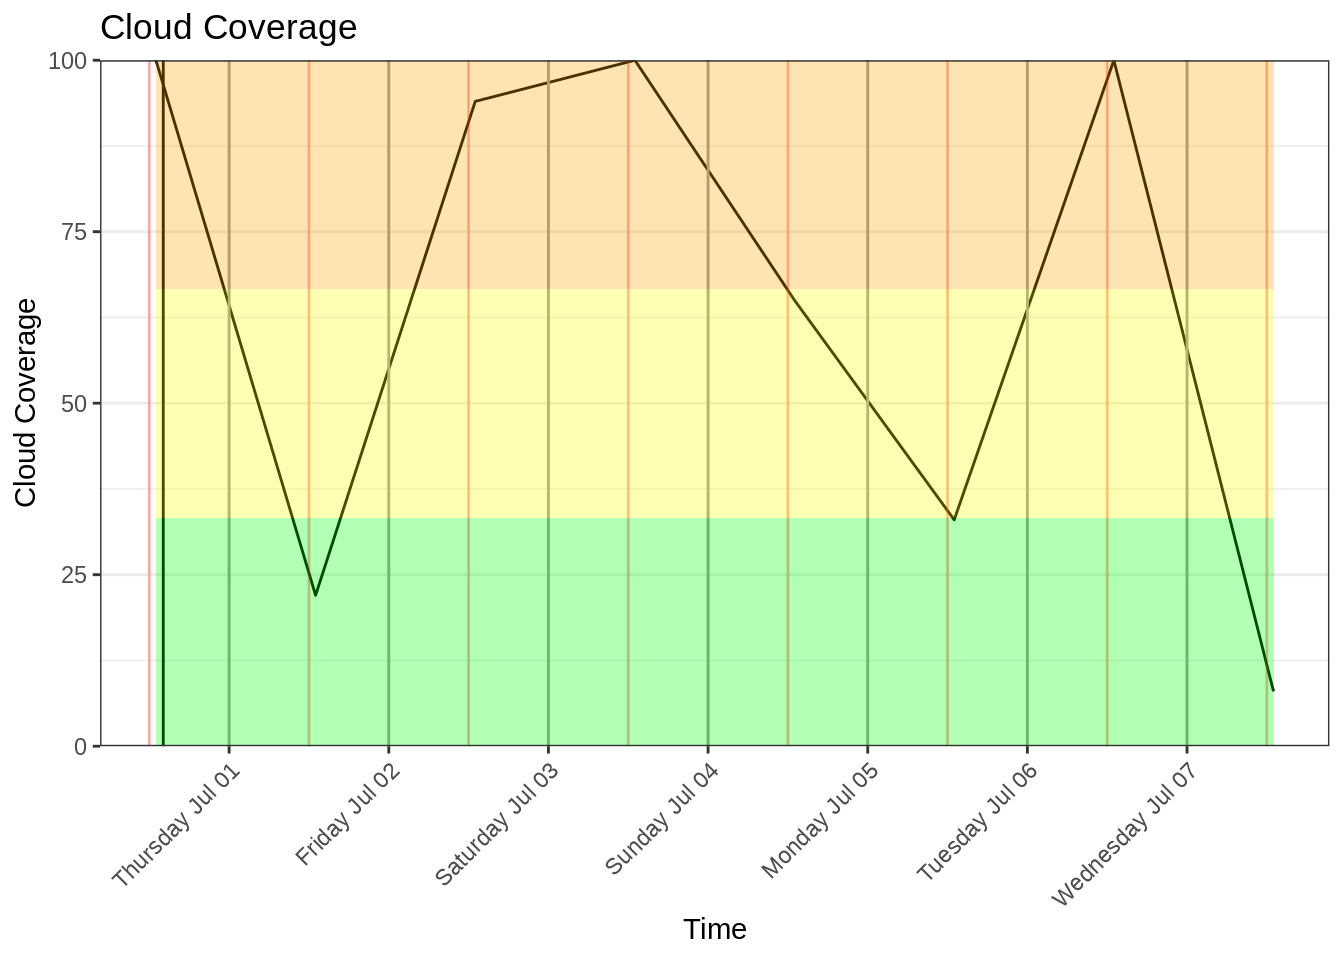 Cloud Coverage
Cloud Coverage
100
75
50
25
0
Thursday Jul 01
Friday Jul 02
Saturday Jul 03
Sunday Jul 04
Monday Jul 05
Tuesday Jul 06
Wednesday Jul 07
Time